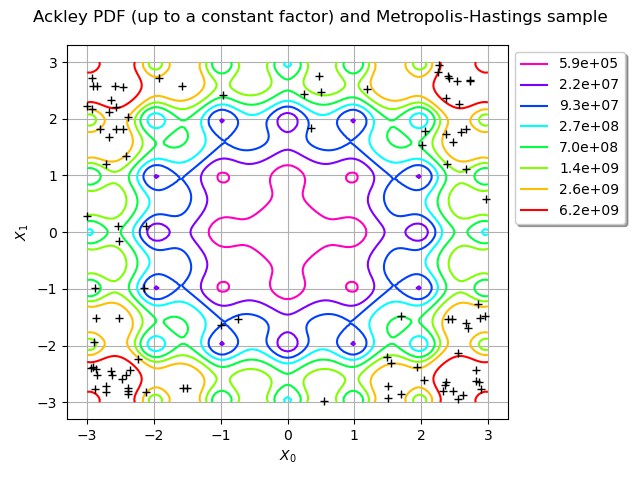 Ackley PDF (up to a constant factor) and Metropolis-Hastings sample
3
2
1
0
−1
−2
−3
X1
−3
−2
−1
0
1
2
3
X0
5.9e+05
2.2e+07
9.3e+07
2.7e+08
7.0e+08
1.4e+09
2.6e+09
6.2e+09